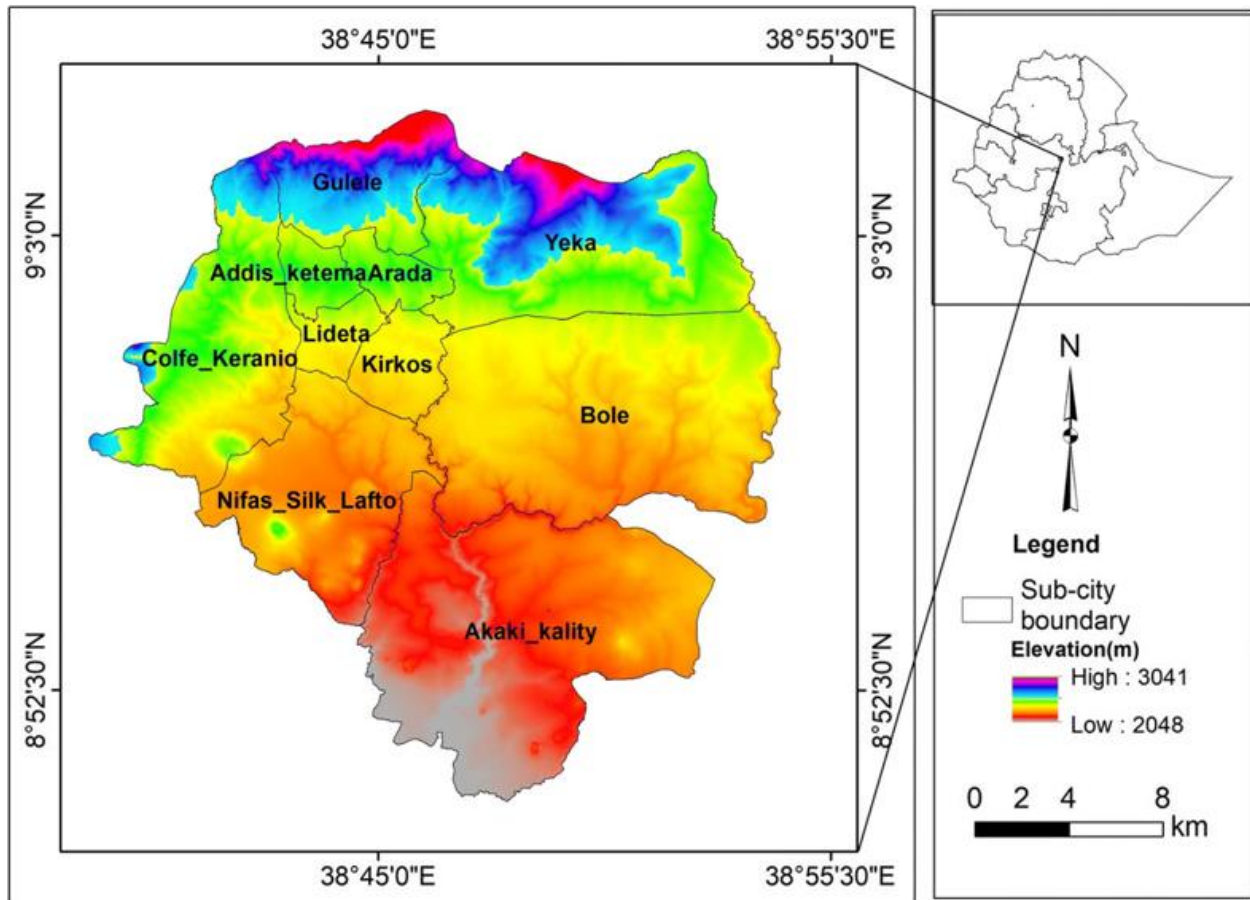 38°45'0"E 38°55'30"E
9°3'0"N 9°3'0"N
Gulele
Yeka
Addis_ketema Arada
Lideta
Colfe_Keranio Kirkos
Bole
Nifas_Silk_Lafto
Akaki_kality
8°52'30"N 8°52'30"N
38°45'0"E 38°55'30"E
N
Legend
Sub-city
boundary
Elevation(m)
High : 3041
Low : 2048
0 2 4 8
km